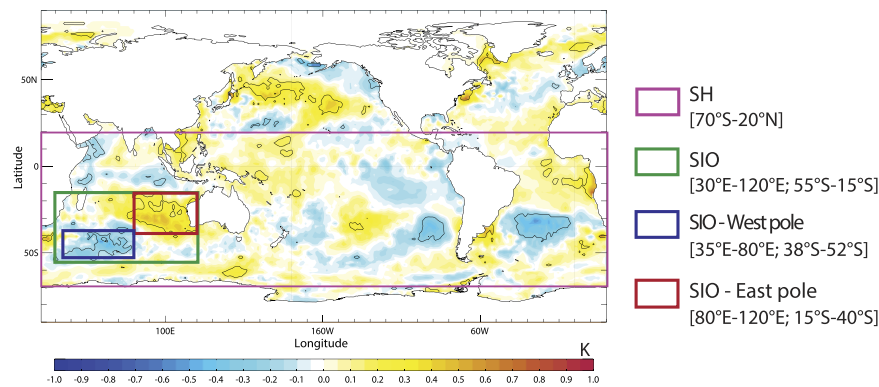 50N
0
50S
Latitude
100E
160W
60W
Longitude
K
-1.0 -0.9 -0.8 -0.7 -0.6 -0.5 -0.4 -0.3 -0.2 -0.1 0.0 0.1 0.2 0.3 0.4 0.5 0.6 0.7 0.8 0.9 1.0
SH
[70°S-20°N]
SIO
[30°E-120°E; 55°S-15°S]
SIO - West pole
[35°E-80°E; 38°S-52°S]
SIO - East pole
[80°E-120°E; 15°S-40°S]